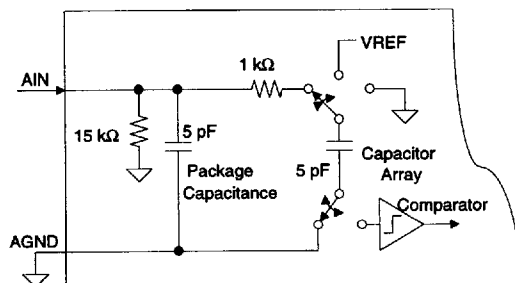 VREF
1 kΩ
AIN
15 kΩ
5 pF
Package
Capacitance
5 pF
Capacitor
Array
Comparator
AGND